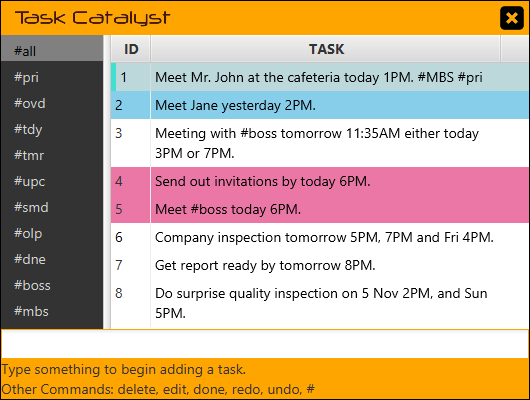 Task Catalyst
#all
#pri
#ovd
#tdy
#tmr
#upc
#smd
#olp
#dne
#boss
#mbs
ID TASK
1 Meet Mr. John at the cafeteria today 1PM. #MBS #pri
2 Meet Jane yesterday 2PM.
3 Meeting with #boss tomorrow 11:35AM either today
3PM or 7PM.
4 Send out invitations by today 6PM.
5 Meet #boss today 6PM.
6 Company inspection tomorrow 5PM, 7PM and Fri 4PM.
7 Get report ready by tomorrow 8PM.
8 Do surprise quality inspection on 5 Nov 2PM, and Sun
5PM.
Type something to begin adding a task.
Other Commands: delete, edit, done, redo, undo, #